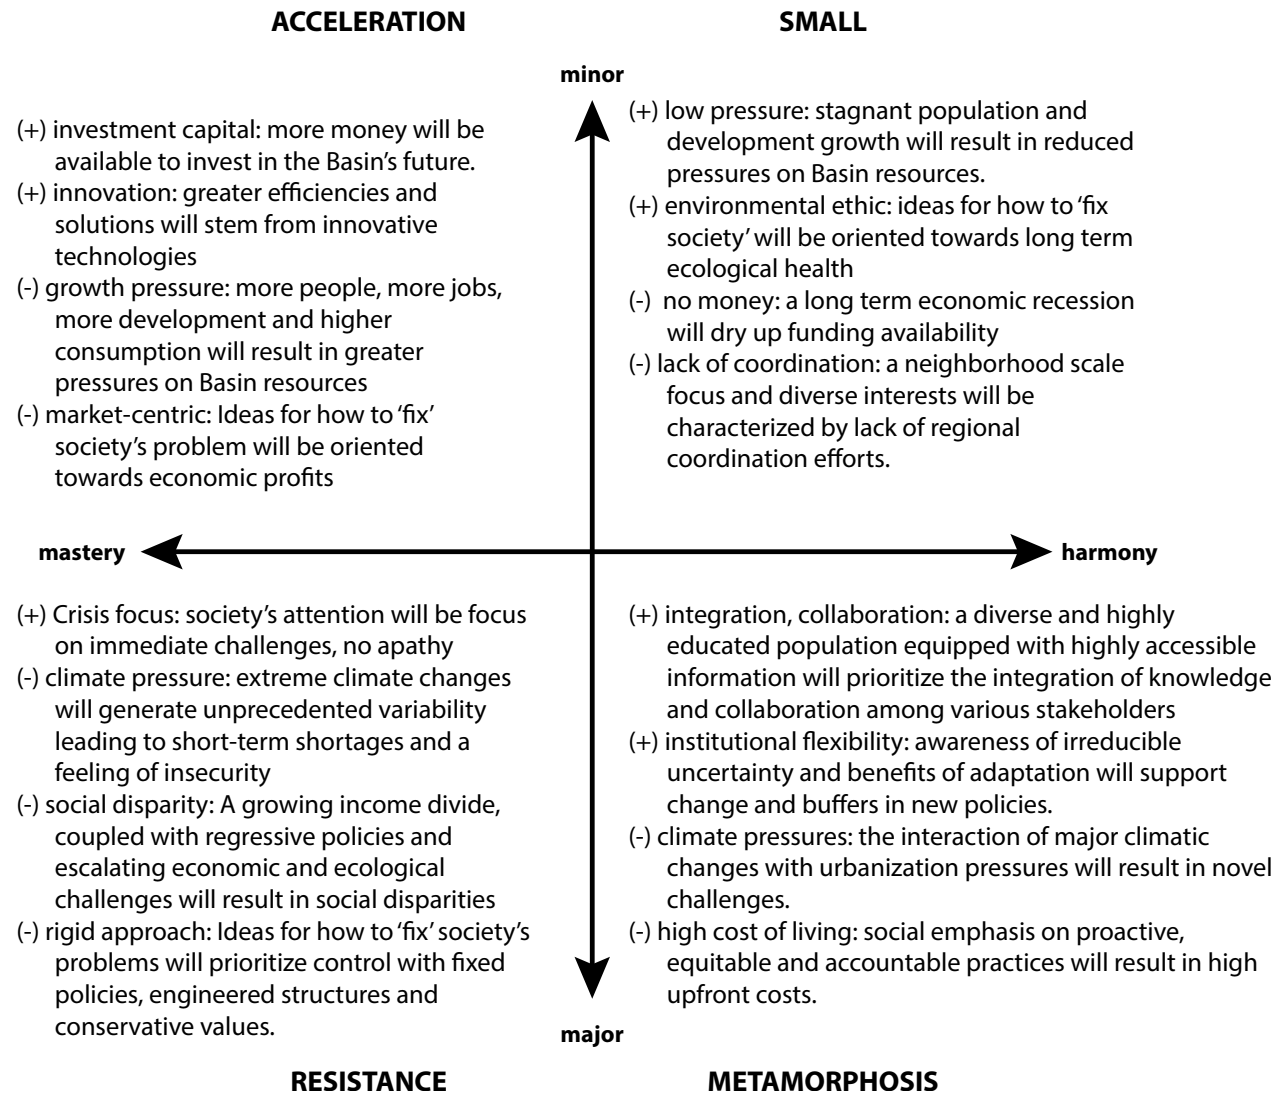 ACCELERATION
SMALL
minor
(+) investment capital: more money will be
available to invest in the Basin's future.
(+) innovation: greater efficiencies and
solutions will stem from innovative
technologies
(-) growth pressure: more people, more jobs,
more development and higher
consumption will result in greater
pressures on Basin resources
(-) market-centric: Ideas for how to 'fix'
society's problem will be oriented
towards economic profits
(+) low pressure: stagnant population and
development growth will result in reduced
pressures on Basin resources.
(+) environmental ethic: ideas for how to 'fix
society' will be oriented towards long term
ecological health
(-) no money: a long term economic recession
will dry up funding availability
(-) lack of coordination: a neighborhood scale
focus and diverse interests will be
characterized by lack of regional
coordination efforts.
mastery
harmony
(+) Crisis focus: society's attention will be focus
on immediate challenges, no apathy
(-) climate pressure: extreme climate changes
will generate unprecedented variability
leading to short-term shortages and a
feeling of insecurity
(-) social disparity: A growing income divide,
coupled with regressive policies and
escalating economic and ecological
challenges will result in social disparities
(-) rigid approach: Ideas for how to 'fix' society's
problems will prioritize control with fixed
policies, engineered structures and
conservative values.
(+) integration, collaboration: a diverse and highly
educated population equipped with highly accessible
information will prioritize the integration of knowledge
and collaboration among various stakeholders
(+) institutional flexibility: awareness of irreducible
uncertainty and benefits of adaptation will support
change and buffers in new policies.
(-) climate pressures: the interaction of major climatic
changes with urbanization pressures will result in novel
challenges.
(-) high cost of living: social emphasis on proactive,
equitable and accountable practices will result in high
upfront costs.
major
RESISTANCE
METAMORPHOSIS